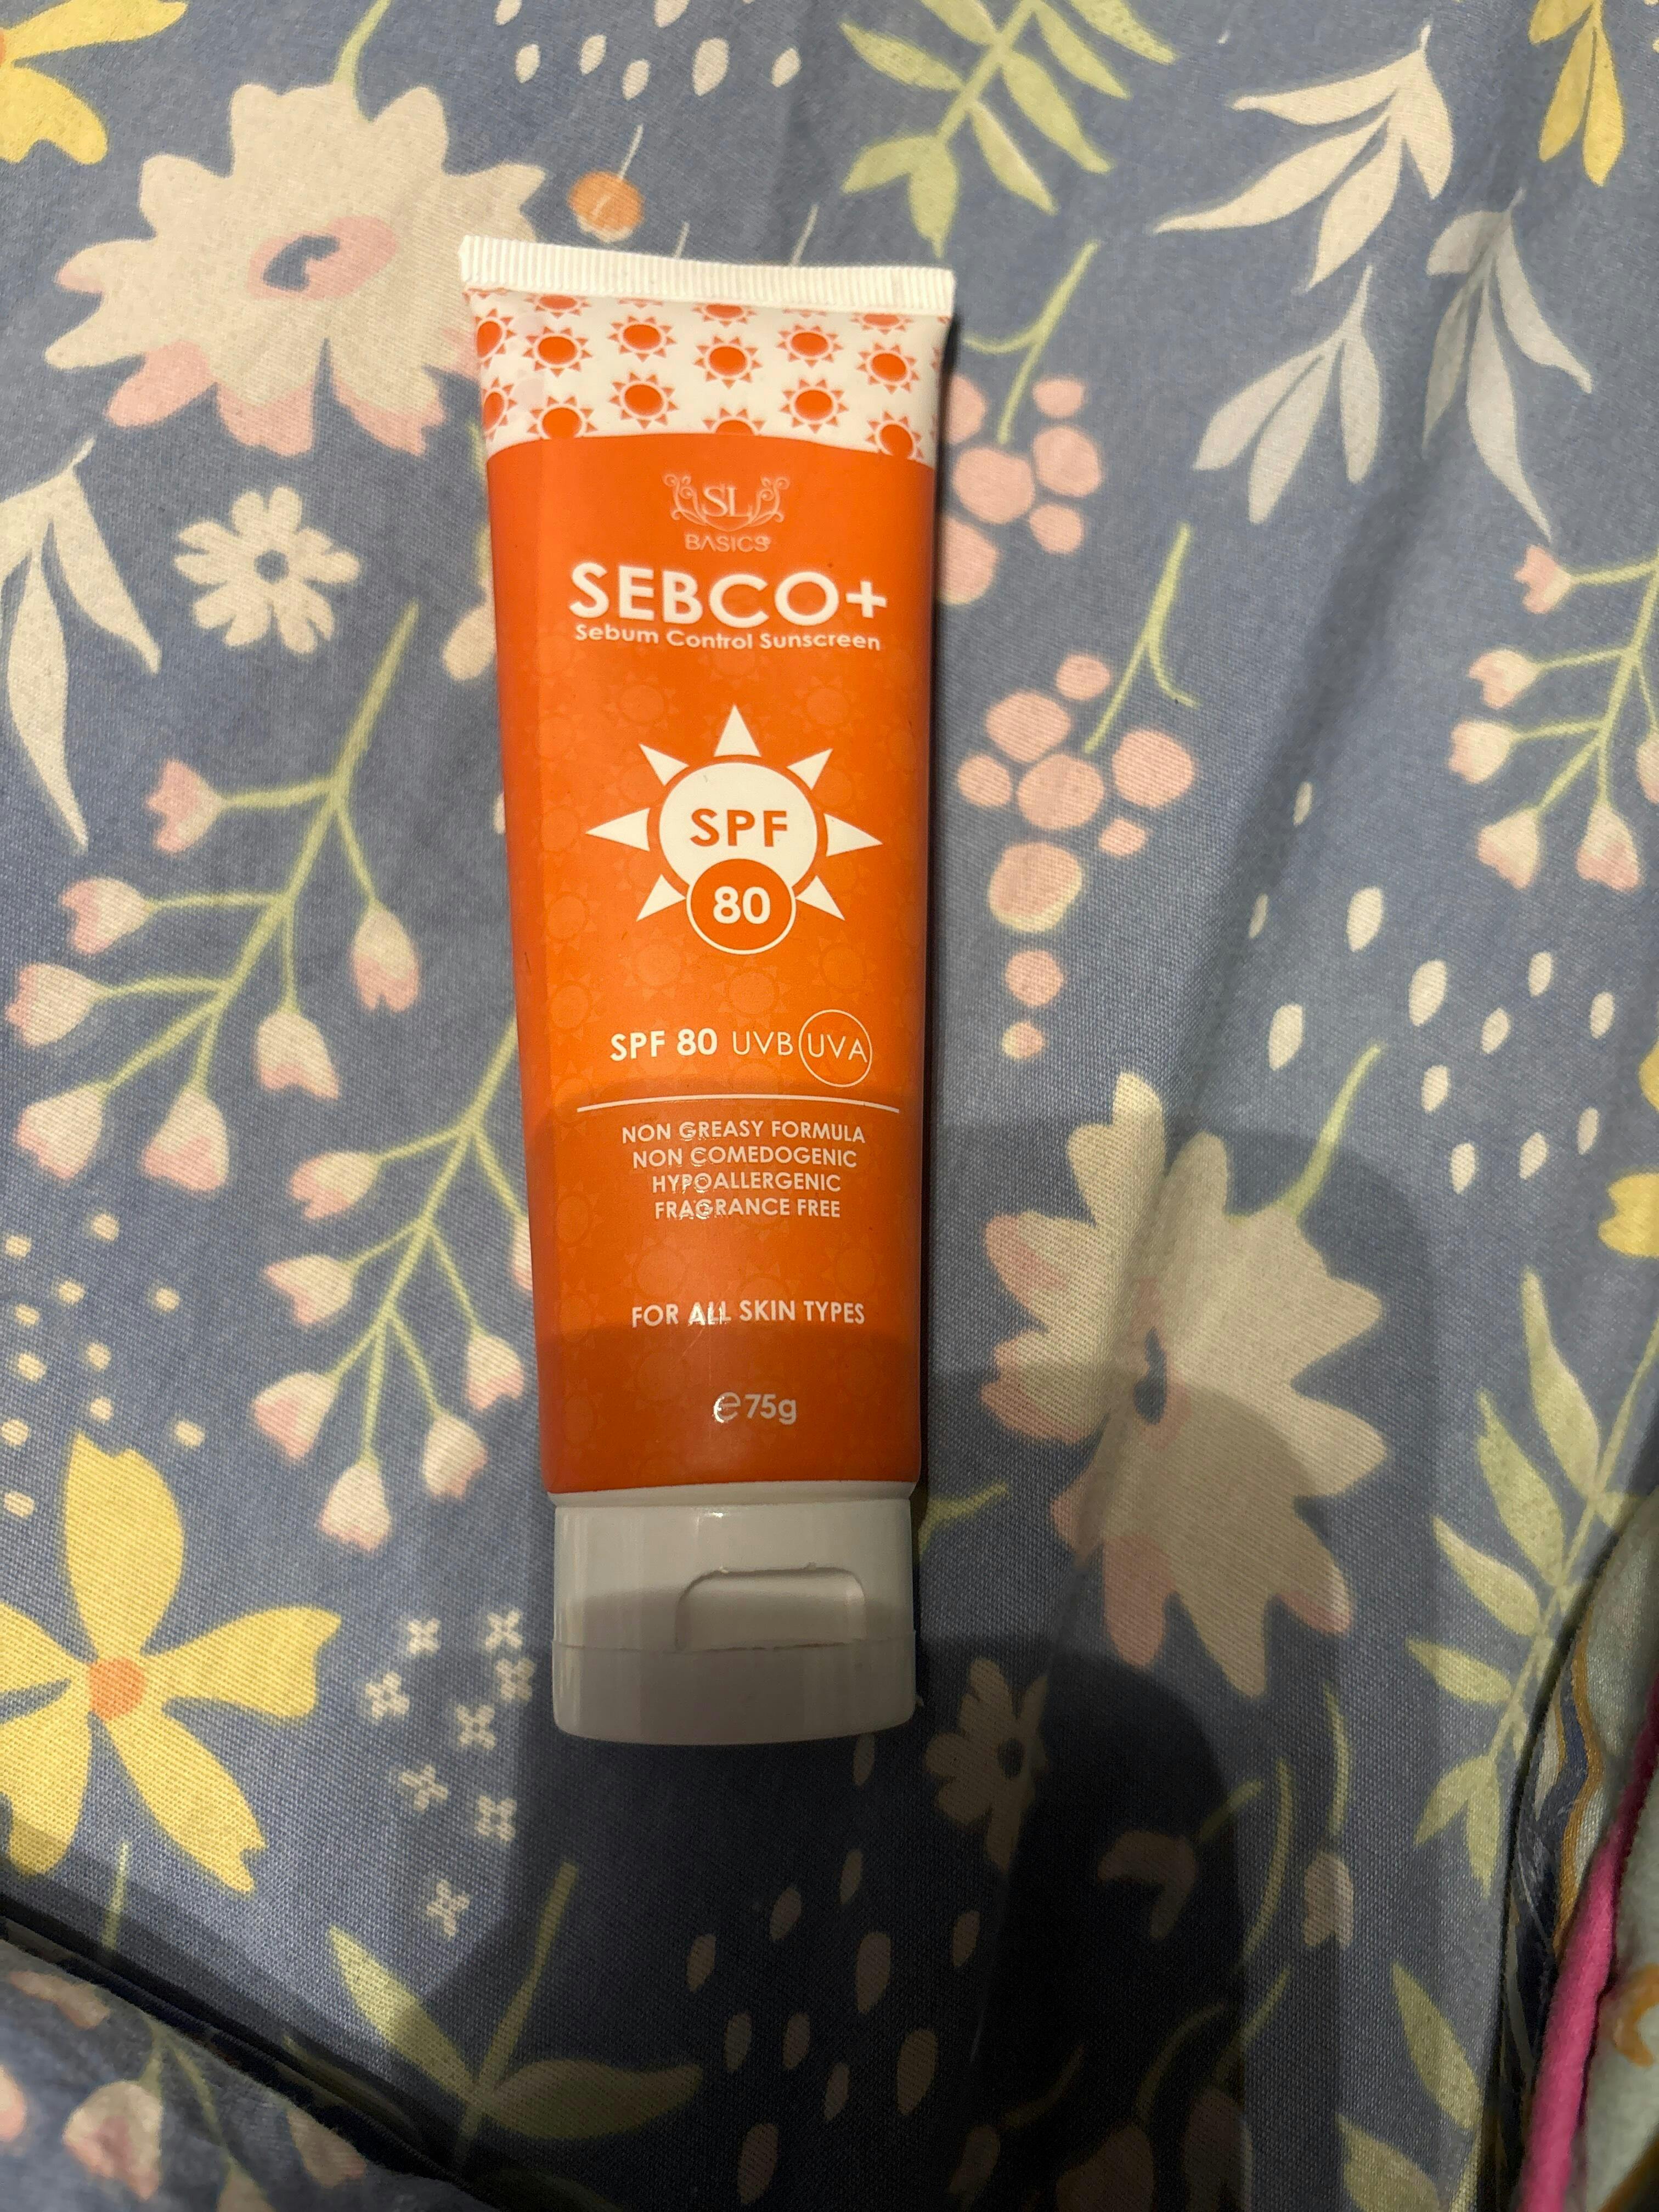 SL
BASICS
SEBCO+
Sebum Control Sunscreen
SPF
80
SPF 80 UVB UVA
NON GREASY FORMULA
NON COMEDOGENIC
HYPOALLERGENIC
FRAGRANCE FREE
FOR ALL SKIN TYPES
℮75g